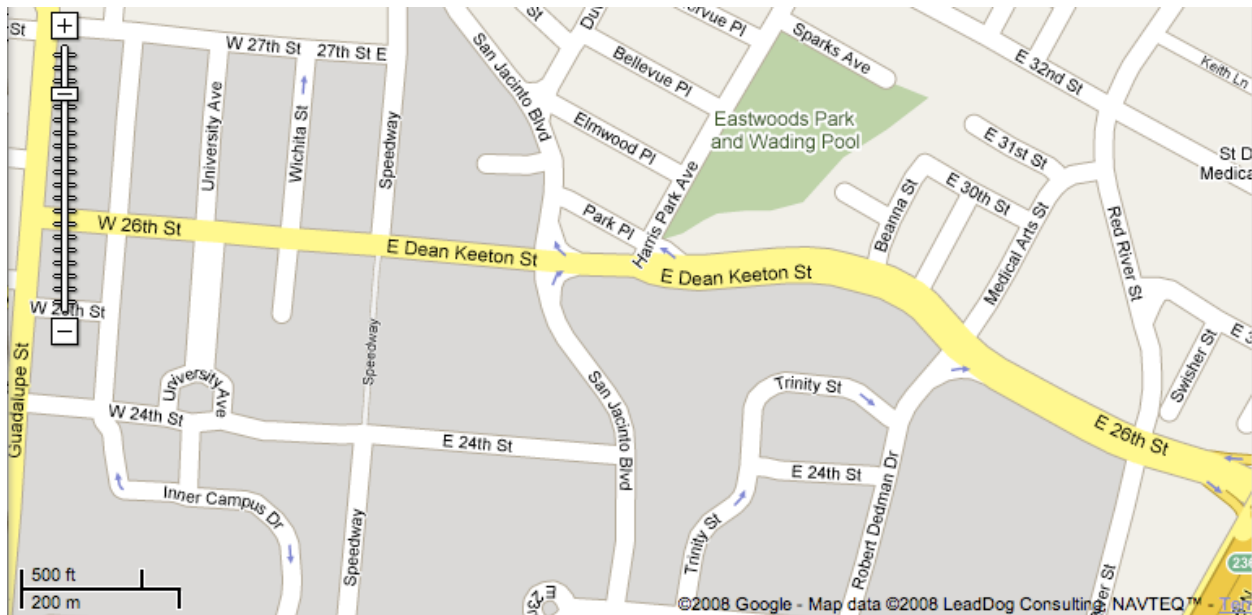 St
W 27th St
27th St E
University Ave
Wichita St
Speedway
San Jacinto Blvd
St
Bellevue Pl
Elmwood Pl
Park Pl
Harris Park Ave
Sparks Ave
Eastwoods Park
and Wading Pool
E 32nd St
Keith Ln
E 31st St
E 30th St
Beanna St
Medical Arts St
Red River St
Swisher St
St D
Medica
W 26th St
E Dean Keeton St
E Dean Keeton St
E 26th St
Guadalupe St
University Ave
Speedway
W 24th St
E 24th St
San Jacinto Blvd
Trinity St
E 24th St
Trinity St
Robert Dedman Dr
Inner Campus Dr
Speedway
500 ft
200 m
©2008 Google - Map data ©2008 LeadDog Consulting, NAVTEQ™ -